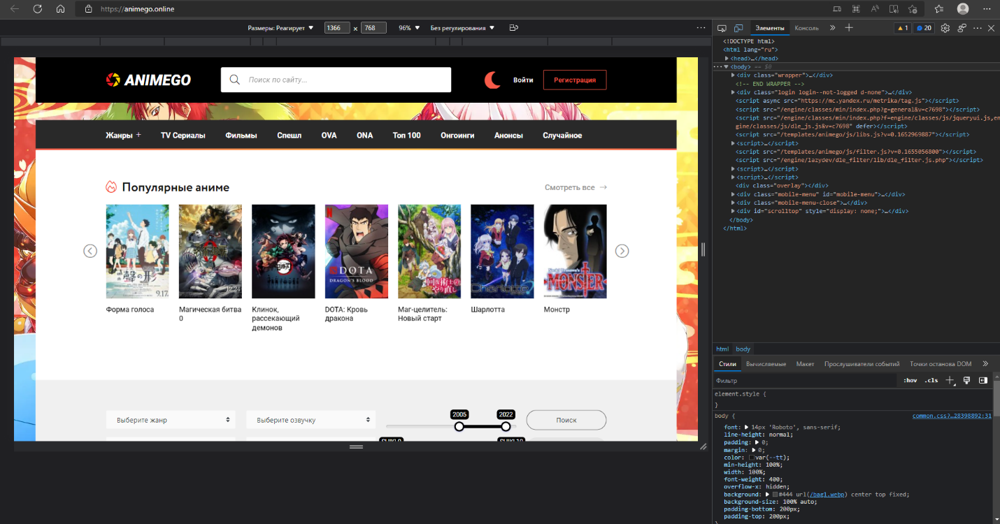 https://animego.online
Размеры: Реагирует ▼ 1366 x 768 96% ▼ Без регулирования ▼
ANIMEGO
Поиск по сайту...
Войти
Регистрация
Жанры + TV Сериалы Фильмы Спешл OVA ONA Топ 100 Онгоинги Анонсы Случайное
Популярные аниме
Смотреть все →
聲の形
9.17
12.24
DOTA
DRAGON'S BLOOD
回復術士のやり直し
Charlotte
MONSTER
Форма голоса
Магическая битва
0
Клинок,
рассекающий
демонов
DOTA: Кровь
дракона
Маг-целитель:
Новый старт
Шарлотта
Монстр
Выберите жанр
Выберите озвучку
2005 2022
Поиск
Элементы Консоль » + 1 20
<!DOCTYPE html>
<html lang="ru">
▶<head>…</head>
··· ▼<body> == $0
▶<div class="wrapper">…</div>
<!-- END WRAPPER -->
▶<div class="login login--not-logged d-none">…</div>
<script async src="https://mc.yandex.ru/metrika/tag.js"></script>
<script src="/engine/classes/min/index.php?g=general&v=c7698"></script>
<script src="/engine/classes/min/index.php?f=engine/classes/js/jqueryui.js,en
gine/classes/js/dle_js.js&v=c7698" defer></script>
<script src="/templates/animego/js/libs.js?v=0.1652969887"></script>
▶<script>…</script>
<script src="/templates/animego/js/filter.js?v=0.1655056800"></script>
<script src="/engine/lazydev/dle_filter/lib/dle_filter.js.php"></script>
▶<script>…</script>
▶<script>…</script>
<div class="overlay"></div>
▶<div class="mobile-menu" id="mobile-menu">…</div>
▶<div class="mobile-menu-close">…</div>
▶<div id="scrolltop" style="display: none;">…</div>
</body>
</html>
html body
Стили Вычисляемые Макет Прослушиватели событий Точки останова DOM »
Фильтр :hov .cls +
element.style {
}
body { common.css?…28398892:31
font: ▶ 14px 'Roboto', sans-serif;
line-height: normal;
padding: ▶ 0;
margin: ▶ 0;
color: var(--tt);
min-height: 100%;
width: 100%;
font-weight: 400;
overflow-x: hidden;
background: ▶ #444 url(/bag1.webp) center top fixed;
background-size: 100% auto;
padding-bottom: 200px;
padding-top: 200px;